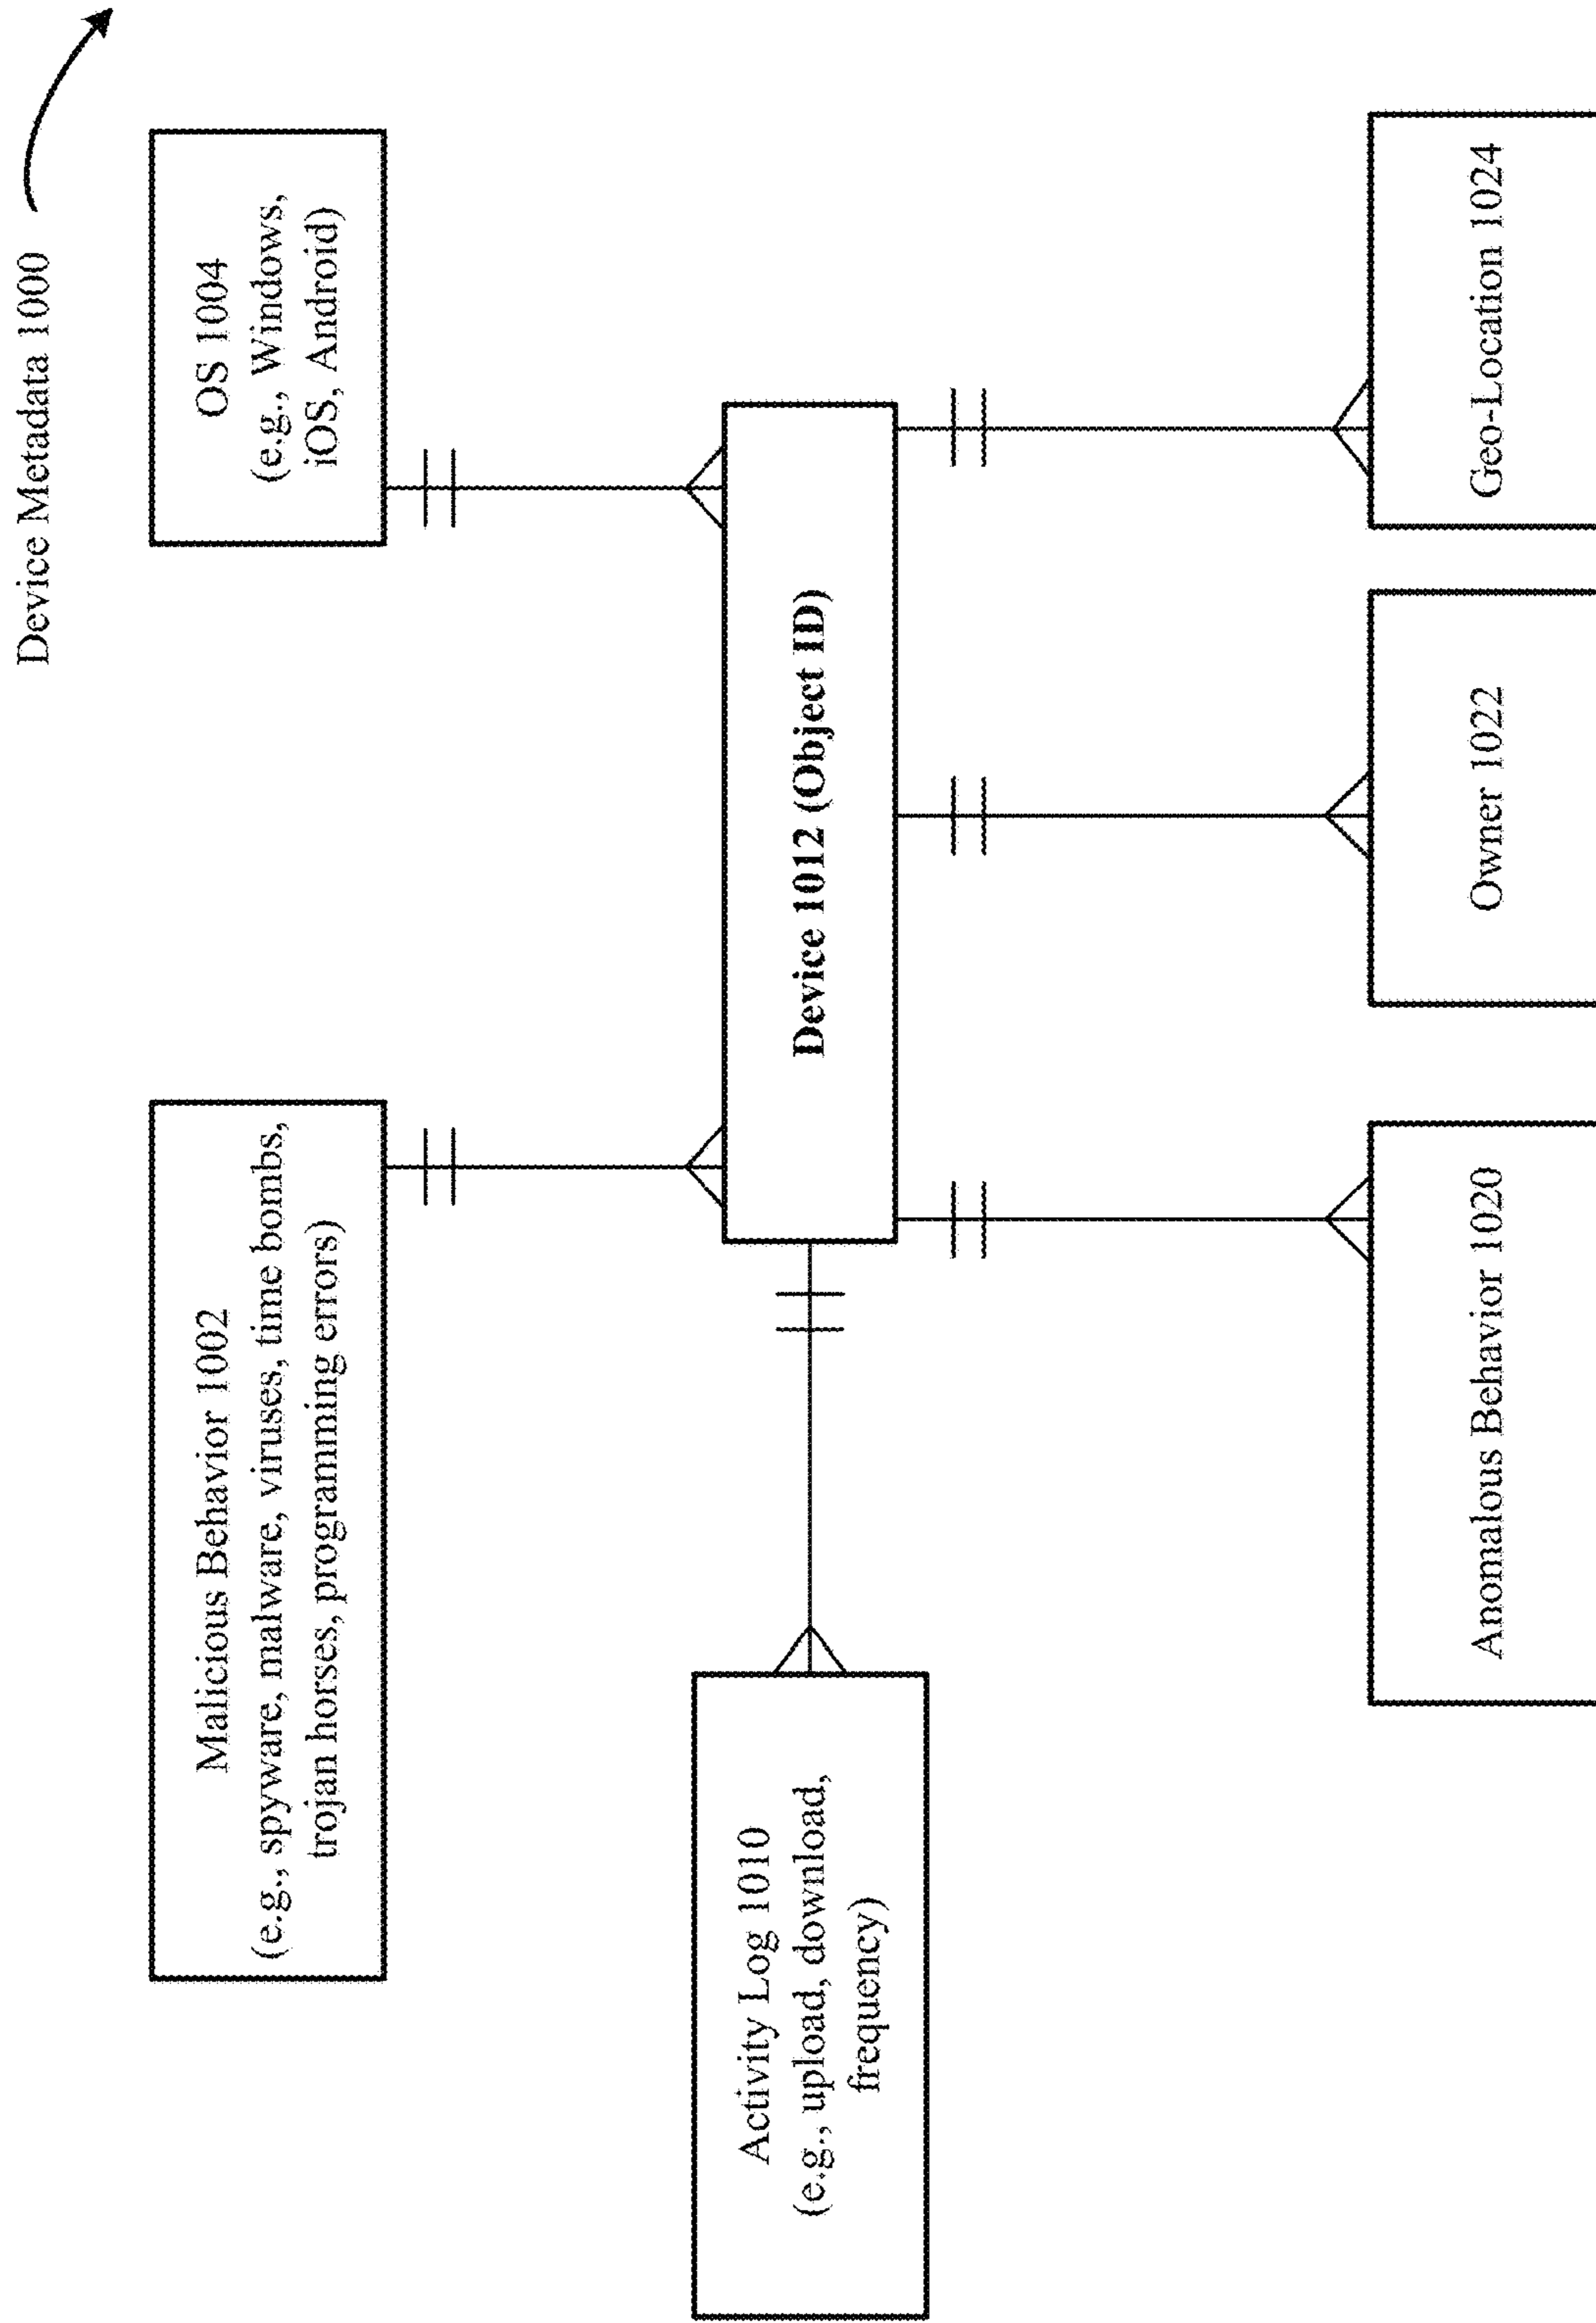 Device Metadata 1000
Malicious Behavior 1002
(e.g., spyware, malware, viruses, time bombs,
trojan horses, programming errors)
OS 1004
(e.g., Windows,
iOS, Android)
Activity Log 1010
(e.g., upload, download,
frequency)
Device 1012 (Object ID)
Anomalous Behavior 1020
Owner 1022
Geo-Location 1024